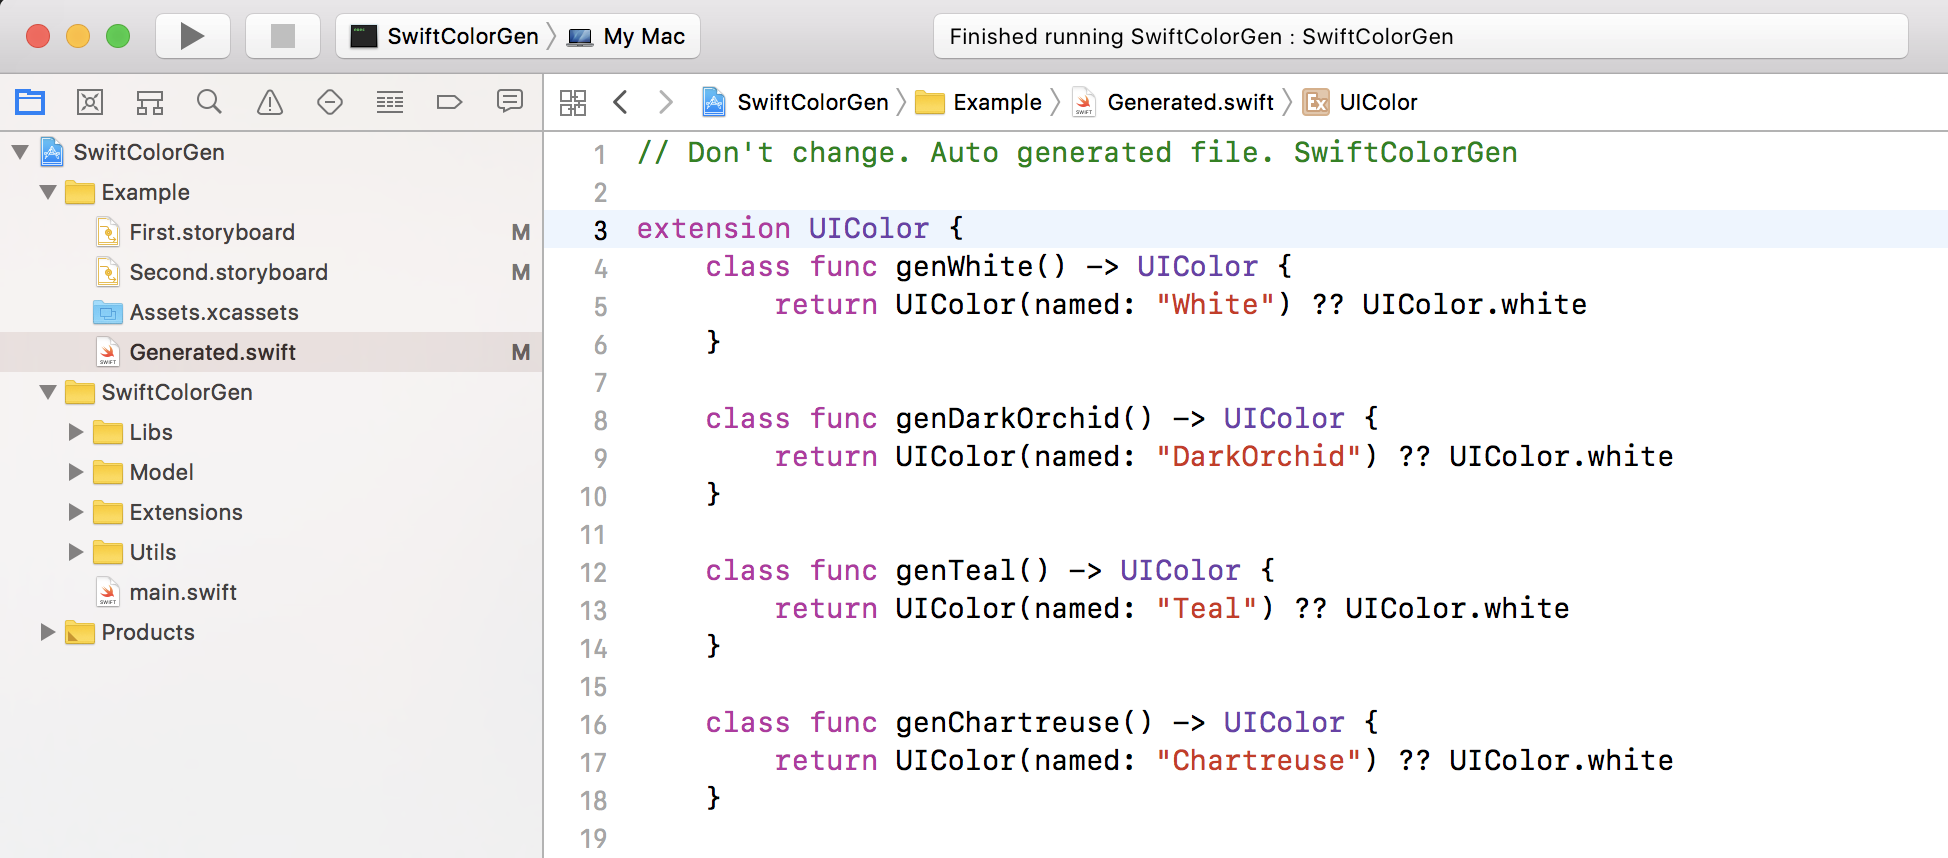 SwiftColorGen My Mac
Finished running SwiftColorGen : SwiftColorGen
SwiftColorGen Example Generated.swift Ex UIColor
SwiftColorGen
Example
First.storyboard M
Second.storyboard M
Assets.xcassets
Generated.swift M
SwiftColorGen
Libs
Model
Extensions
Utils
main.swift
Products
1 // Don't change. Auto generated file. SwiftColorGen
2
3 extension UIColor {
4     class func genWhite() -> UIColor {
5         return UIColor(named: "White") ?? UIColor.white
6     }
7
8     class func genDarkOrchid() -> UIColor {
9         return UIColor(named: "DarkOrchid") ?? UIColor.white
10     }
11
12     class func genTeal() -> UIColor {
13         return UIColor(named: "Teal") ?? UIColor.white
14     }
15
16     class func genChartreuse() -> UIColor {
17         return UIColor(named: "Chartreuse") ?? UIColor.white
18     }
19